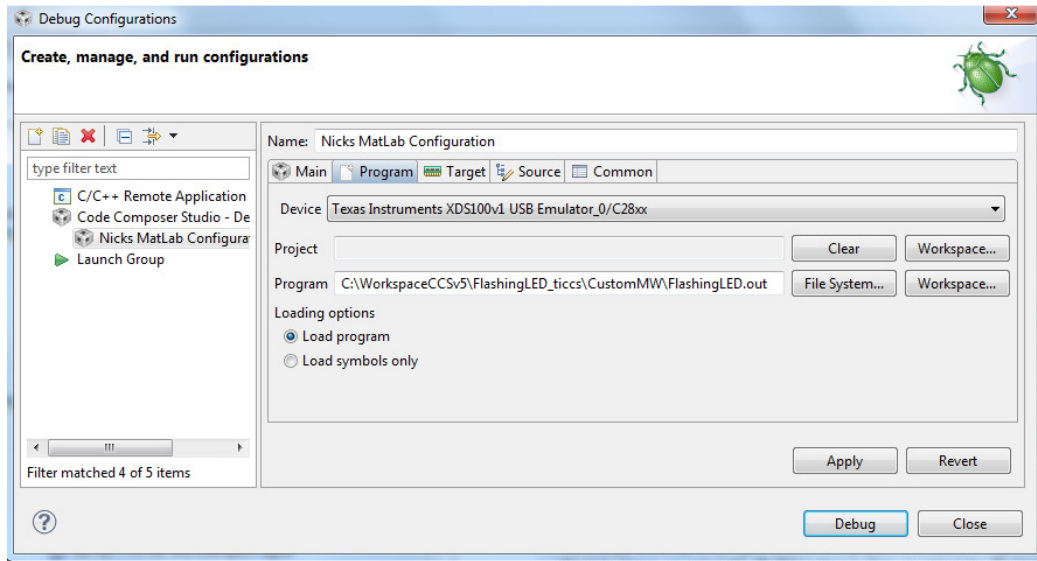 Debug Configurations
Create, manage, and run configurations
type filter text
C/C++ Remote Application
Code Composer Studio - De
Nicks MatLab Configura
Launch Group
Filter matched 4 of 5 items
Name: Nicks MatLab Configuration
Main Program Target Source Common
Device Texas Instruments XDS100v1 USB Emulator_0/C28xx
Project Clear Workspace...
Program C:\WorkspaceCCSv5\FlashingLED_ticcs\CustomMW\FlashingLED.out File System... Workspace...
Loading options
Load program
Load symbols only
Apply Revert
Debug Close